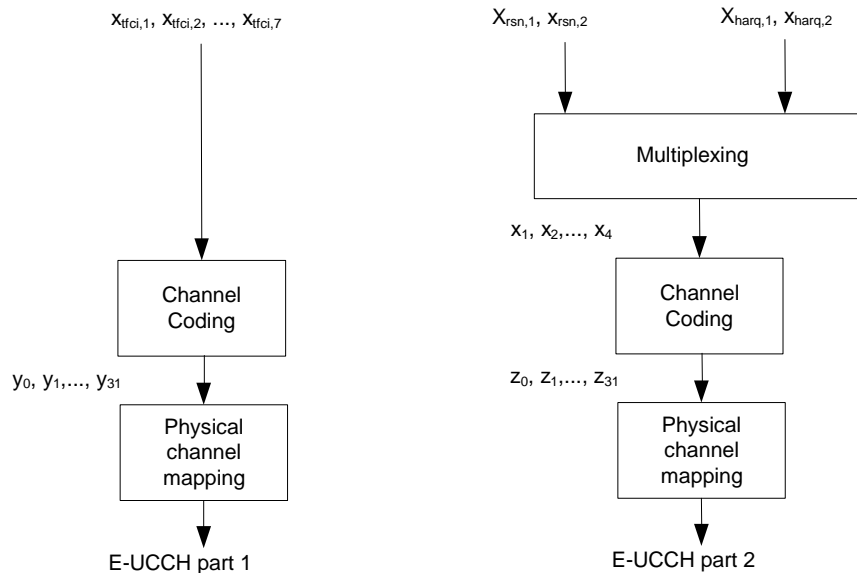 x_tfci,1, x_tfci,2, ..., x_tfci,7
X_rsn,1, x_rsn,2
X_harq,1, x_harq,2
Multiplexing
x_1, x_2,..., x_4
Channel
Coding
Channel
Coding
y_0, y_1,..., y_31
z_0, z_1,..., z_31
Physical
channel
mapping
Physical
channel
mapping
E-UCCH part 1
E-UCCH part 2